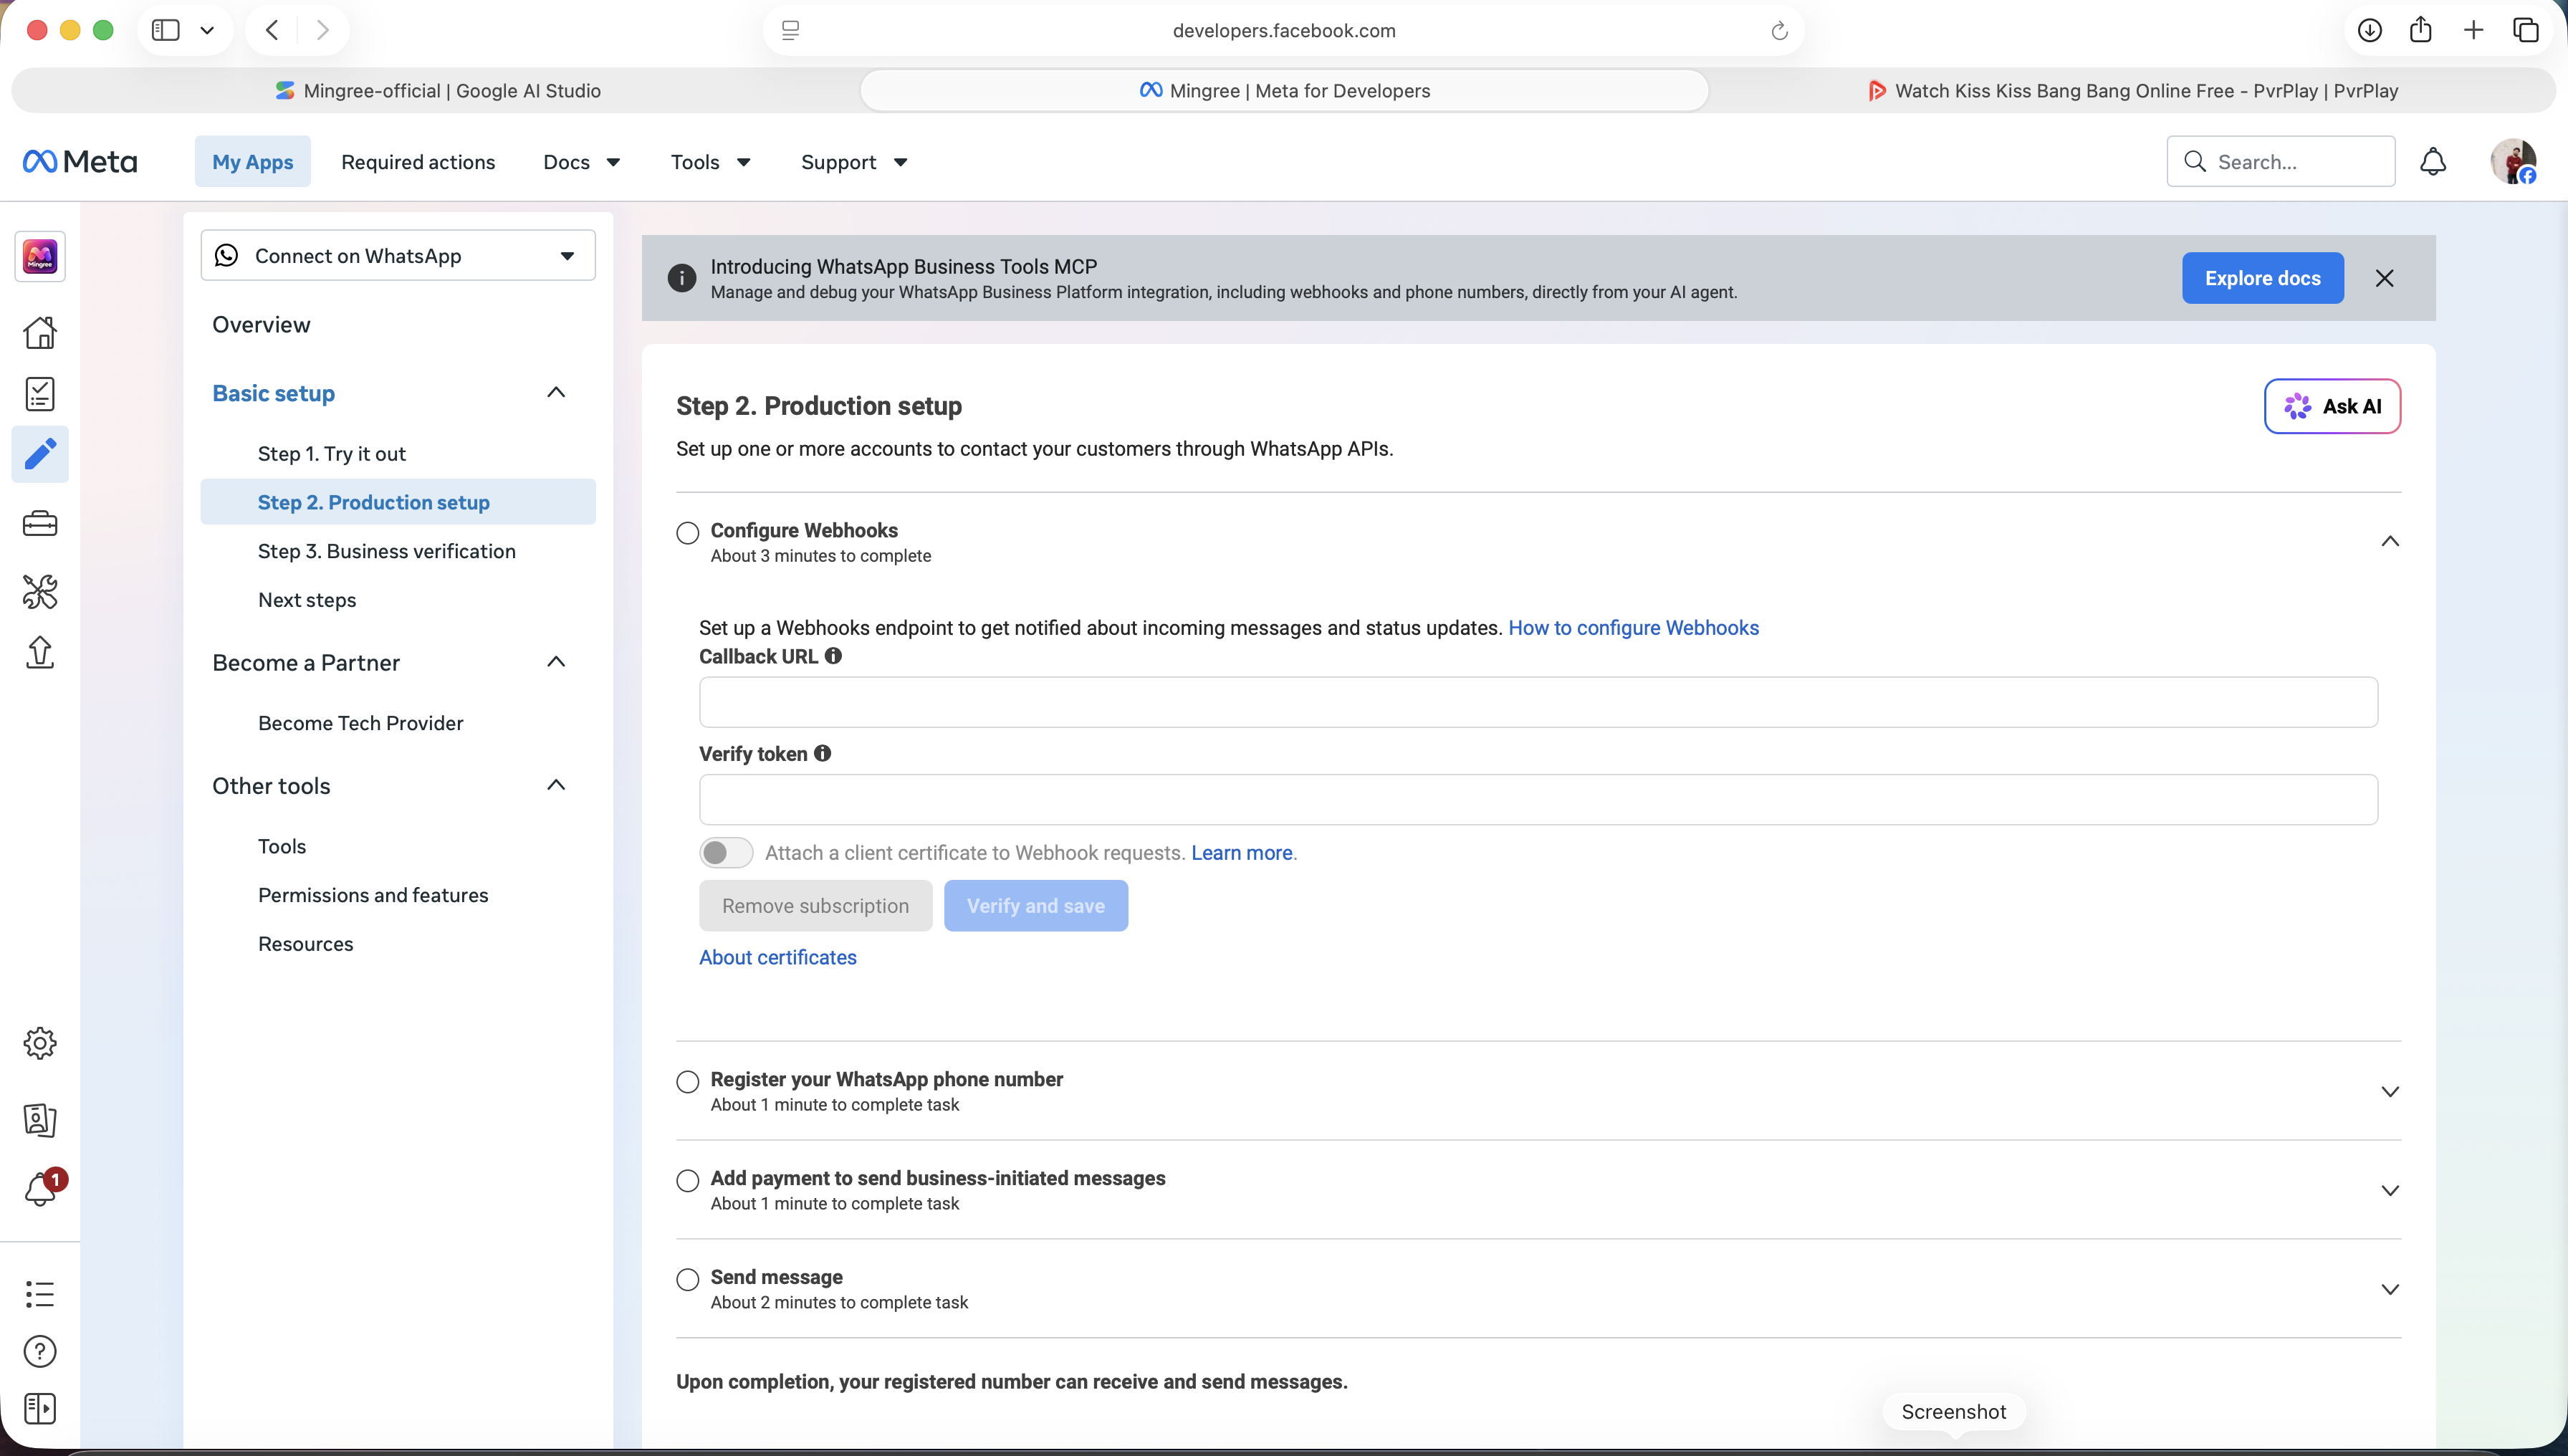 developers.facebook.com
Mingree-official | Google AI Studio
Mingree | Meta for Developers
Watch Kiss Kiss Bang Bang Online Free - PvrPlay | PvrPlay
Meta
My Apps
Required actions
Docs
Tools
Support
Search...
Mingree
Connect on WhatsApp
Overview
Basic setup
Step 1. Try it out
Step 2. Production setup
Step 3. Business verification
Next steps
Become a Partner
Become Tech Provider
Other tools
Tools
Permissions and features
Resources
1
Introducing WhatsApp Business Tools MCP
Manage and debug your WhatsApp Business Platform integration, including webhooks and phone numbers, directly from your AI agent.
Explore docs
Step 2. Production setup
Ask AI
Set up one or more accounts to contact your customers through WhatsApp APIs.
Configure Webhooks
About 3 minutes to complete
Set up a Webhooks endpoint to get notified about incoming messages and status updates. How to configure Webhooks
Callback URL
Verify token
Attach a client certificate to Webhook requests. Learn more.
Remove subscription
Verify and save
About certificates
Register your WhatsApp phone number
About 1 minute to complete task
Add payment to send business-initiated messages
About 1 minute to complete task
Send message
About 2 minutes to complete task
Upon completion, your registered number can receive and send messages.
Screenshot